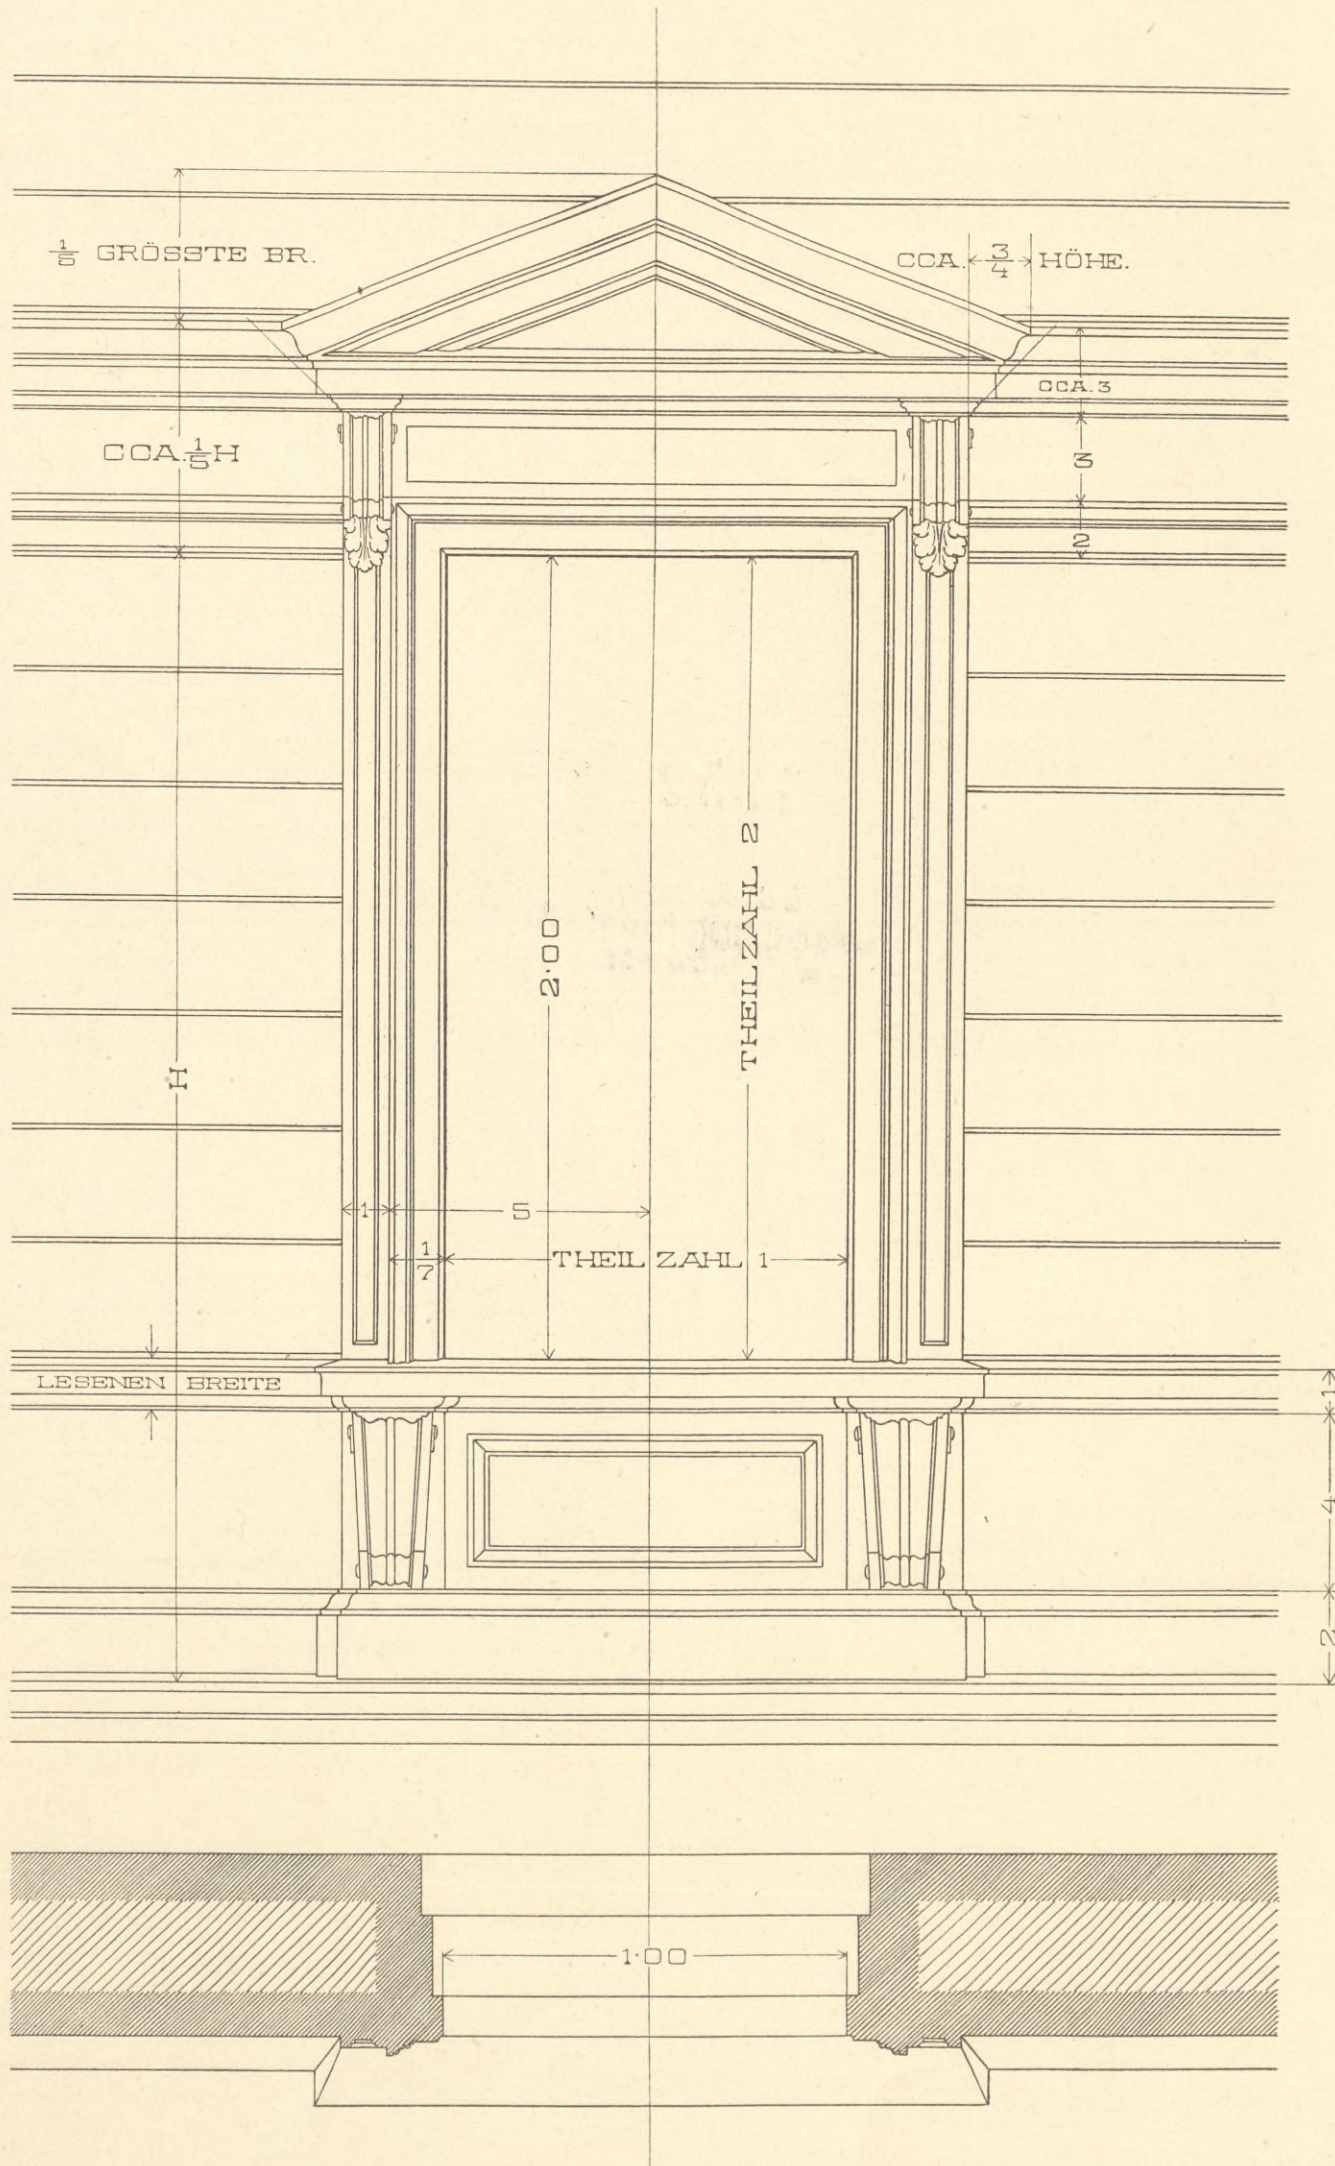 1/5 GRÖSSTE BR.
CCA. 3/4 HÖHE.
CCA. 3
CCA. 1/5 H
3
2
2·00
THEILZAHL 2
H
1
5
1/7
THEIL ZAHL 1
LESENEN BREITE
1
4
2
1·00